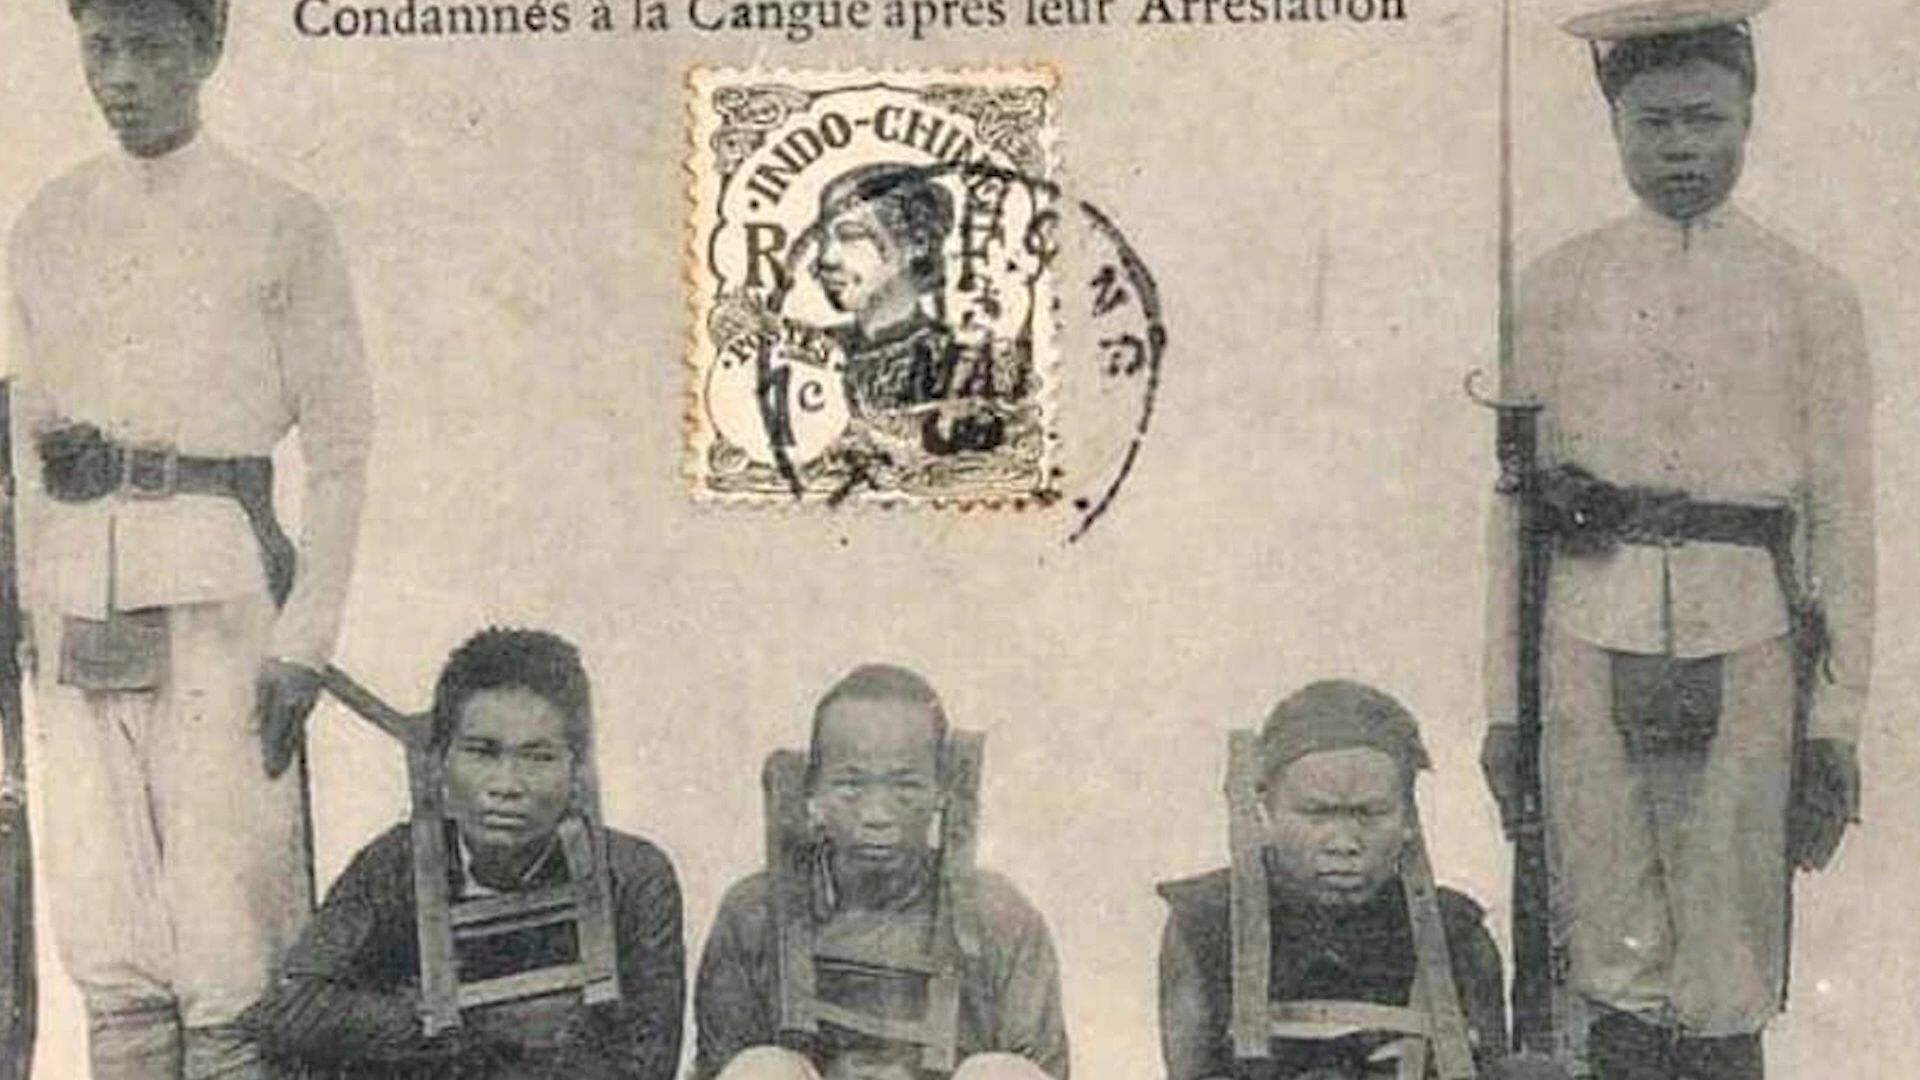 Condamnés à la Cangue après leur Arrestation
INDO-CHINE
R F
POSTES
1c